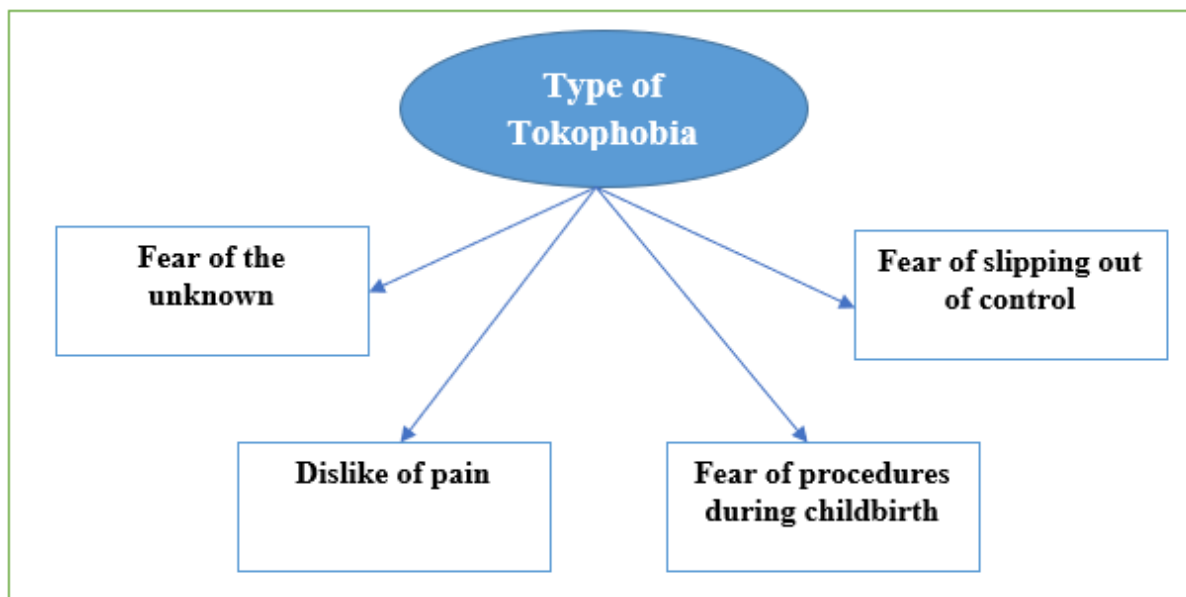 Type of
Tokophobia
Fear of the
unknown
Fear of slipping out
of control
Dislike of pain
Fear of procedures
during childbirth